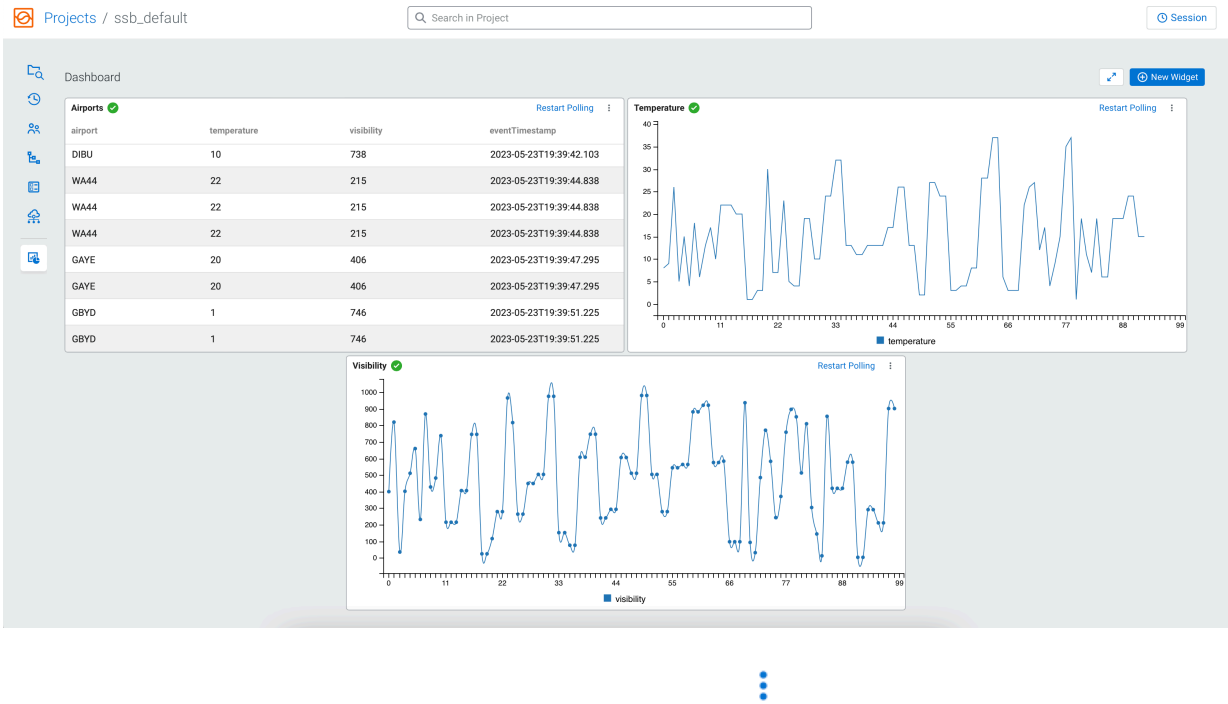 Projects / ssb_default
Search in Project
Session
Dashboard
New Widget
Airports
Restart Polling
airport temperature visibility eventTimestamp
DIBU 10 738 2023-05-23T19:39:42.103
WA44 22 215 2023-05-23T19:39:44.838
WA44 22 215 2023-05-23T19:39:44.838
WA44 22 215 2023-05-23T19:39:44.838
GAYE 20 406 2023-05-23T19:39:47.295
GAYE 20 406 2023-05-23T19:39:47.295
GBYD 1 746 2023-05-23T19:39:51.225
GBYD 1 746 2023-05-23T19:39:51.225
Temperature
Restart Polling
40
35
30
25
20
15
10
5
0
0 11 22 33 44 55 66 77 88 99
temperature
Visibility
Restart Polling
1000
900
800
700
600
500
400
300
200
100
0
0 11 22 33 44 55 66 77 88 99
visibility